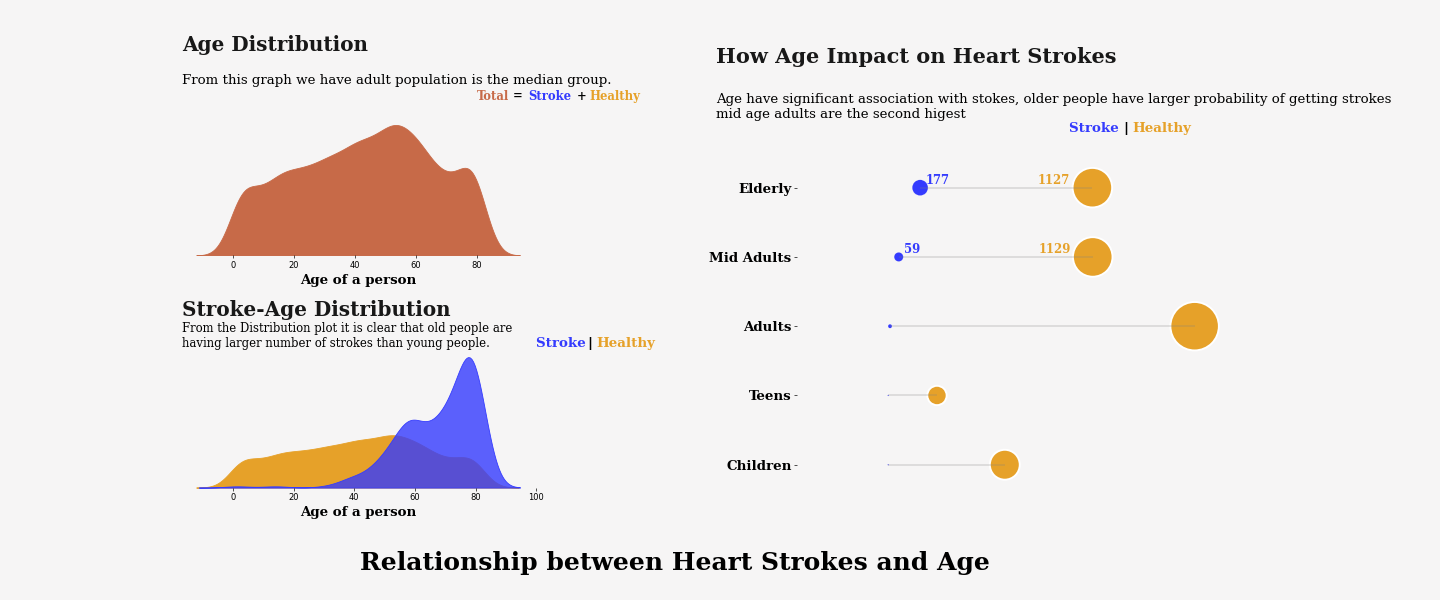 Age Distribution
From this graph we have adult population is the median group.
Total = Stroke + Healthy
0 20 40 60 80
Age of a person
Stroke-Age Distribution
From the Distribution plot it is clear that old people are
having larger number of strokes than young people.
Stroke | Healthy
0 20 40 60 80 100
Age of a person
How Age Impact on Heart Strokes
Age have significant association with stokes, older people have larger probability of getting strokes
mid age adults are the second higest
Stroke | Healthy
Elderly 177 1127
Mid Adults 59 1129
Adults
Teens
Children
Relationship between Heart Strokes and Age